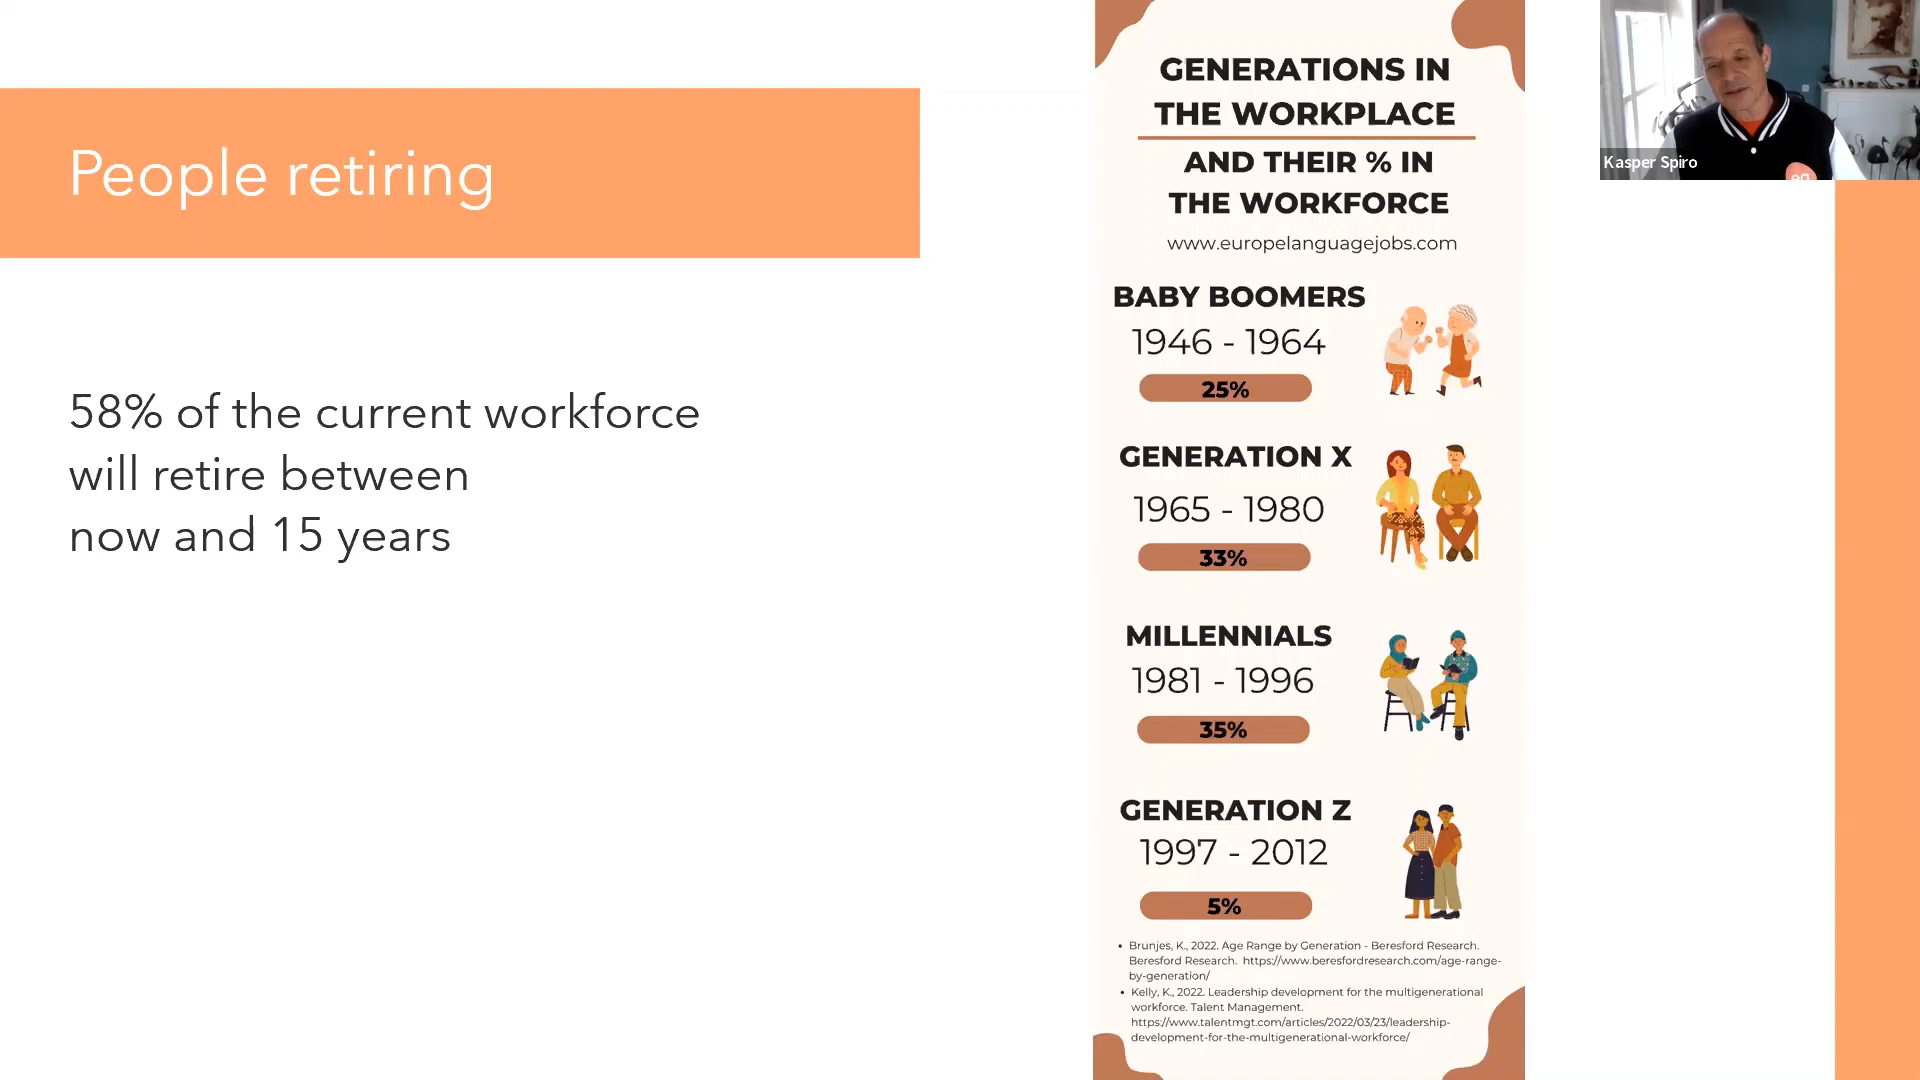 People retiring
58% of the current workforce
will retire between
now and 15 years
GENERATIONS IN
THE WORKPLACE
AND THEIR % IN
THE WORKFORCE
www.europelanguagejobs.com
BABY BOOMERS
1946 - 1964
25%
GENERATION X
1965 - 1980
33%
MILLENNIALS
1981 - 1996
35%
GENERATION Z
1997 - 2012
5%
• Brunjes, K., 2022. Age Range by Generation - Beresford Research.
Beresford Research. https://www.beresfordresearch.com/age-range-
by-generation/
• Kelly, K., 2022. Leadership development for the multigenerational
workforce. Talent Management.
https://www.talentmgt.com/articles/2022/03/23/leadership-
development-for-the-multigenerational-workforce/
Kasper Spiro